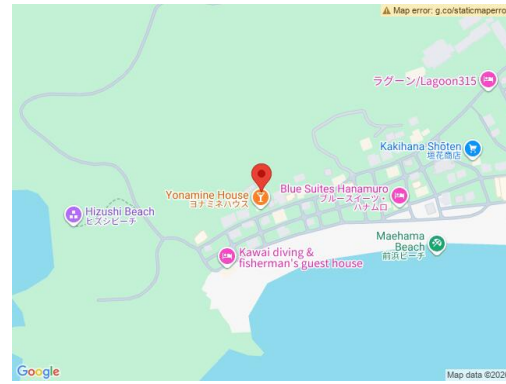 Map error: g.co/staticmaperro
ラグーン/Lagoon315
Kakihana Shōten
垣花商店
Yonamine House
ヨナミネハウス
Blue Suites Hanamuro
ブルースイーツ・
ハナムロ
Hizushi Beach
ヒズシビーチ
Maehama
Beach
前浜ビーチ
Kawai diving &
fisherman's guest house
Google
Map data ©2026